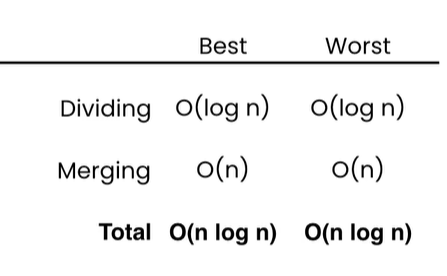 Best Worst
Dividing O(log n) O(log n)
Merging O(n) O(n)
Total O(n log n) O(n log n)